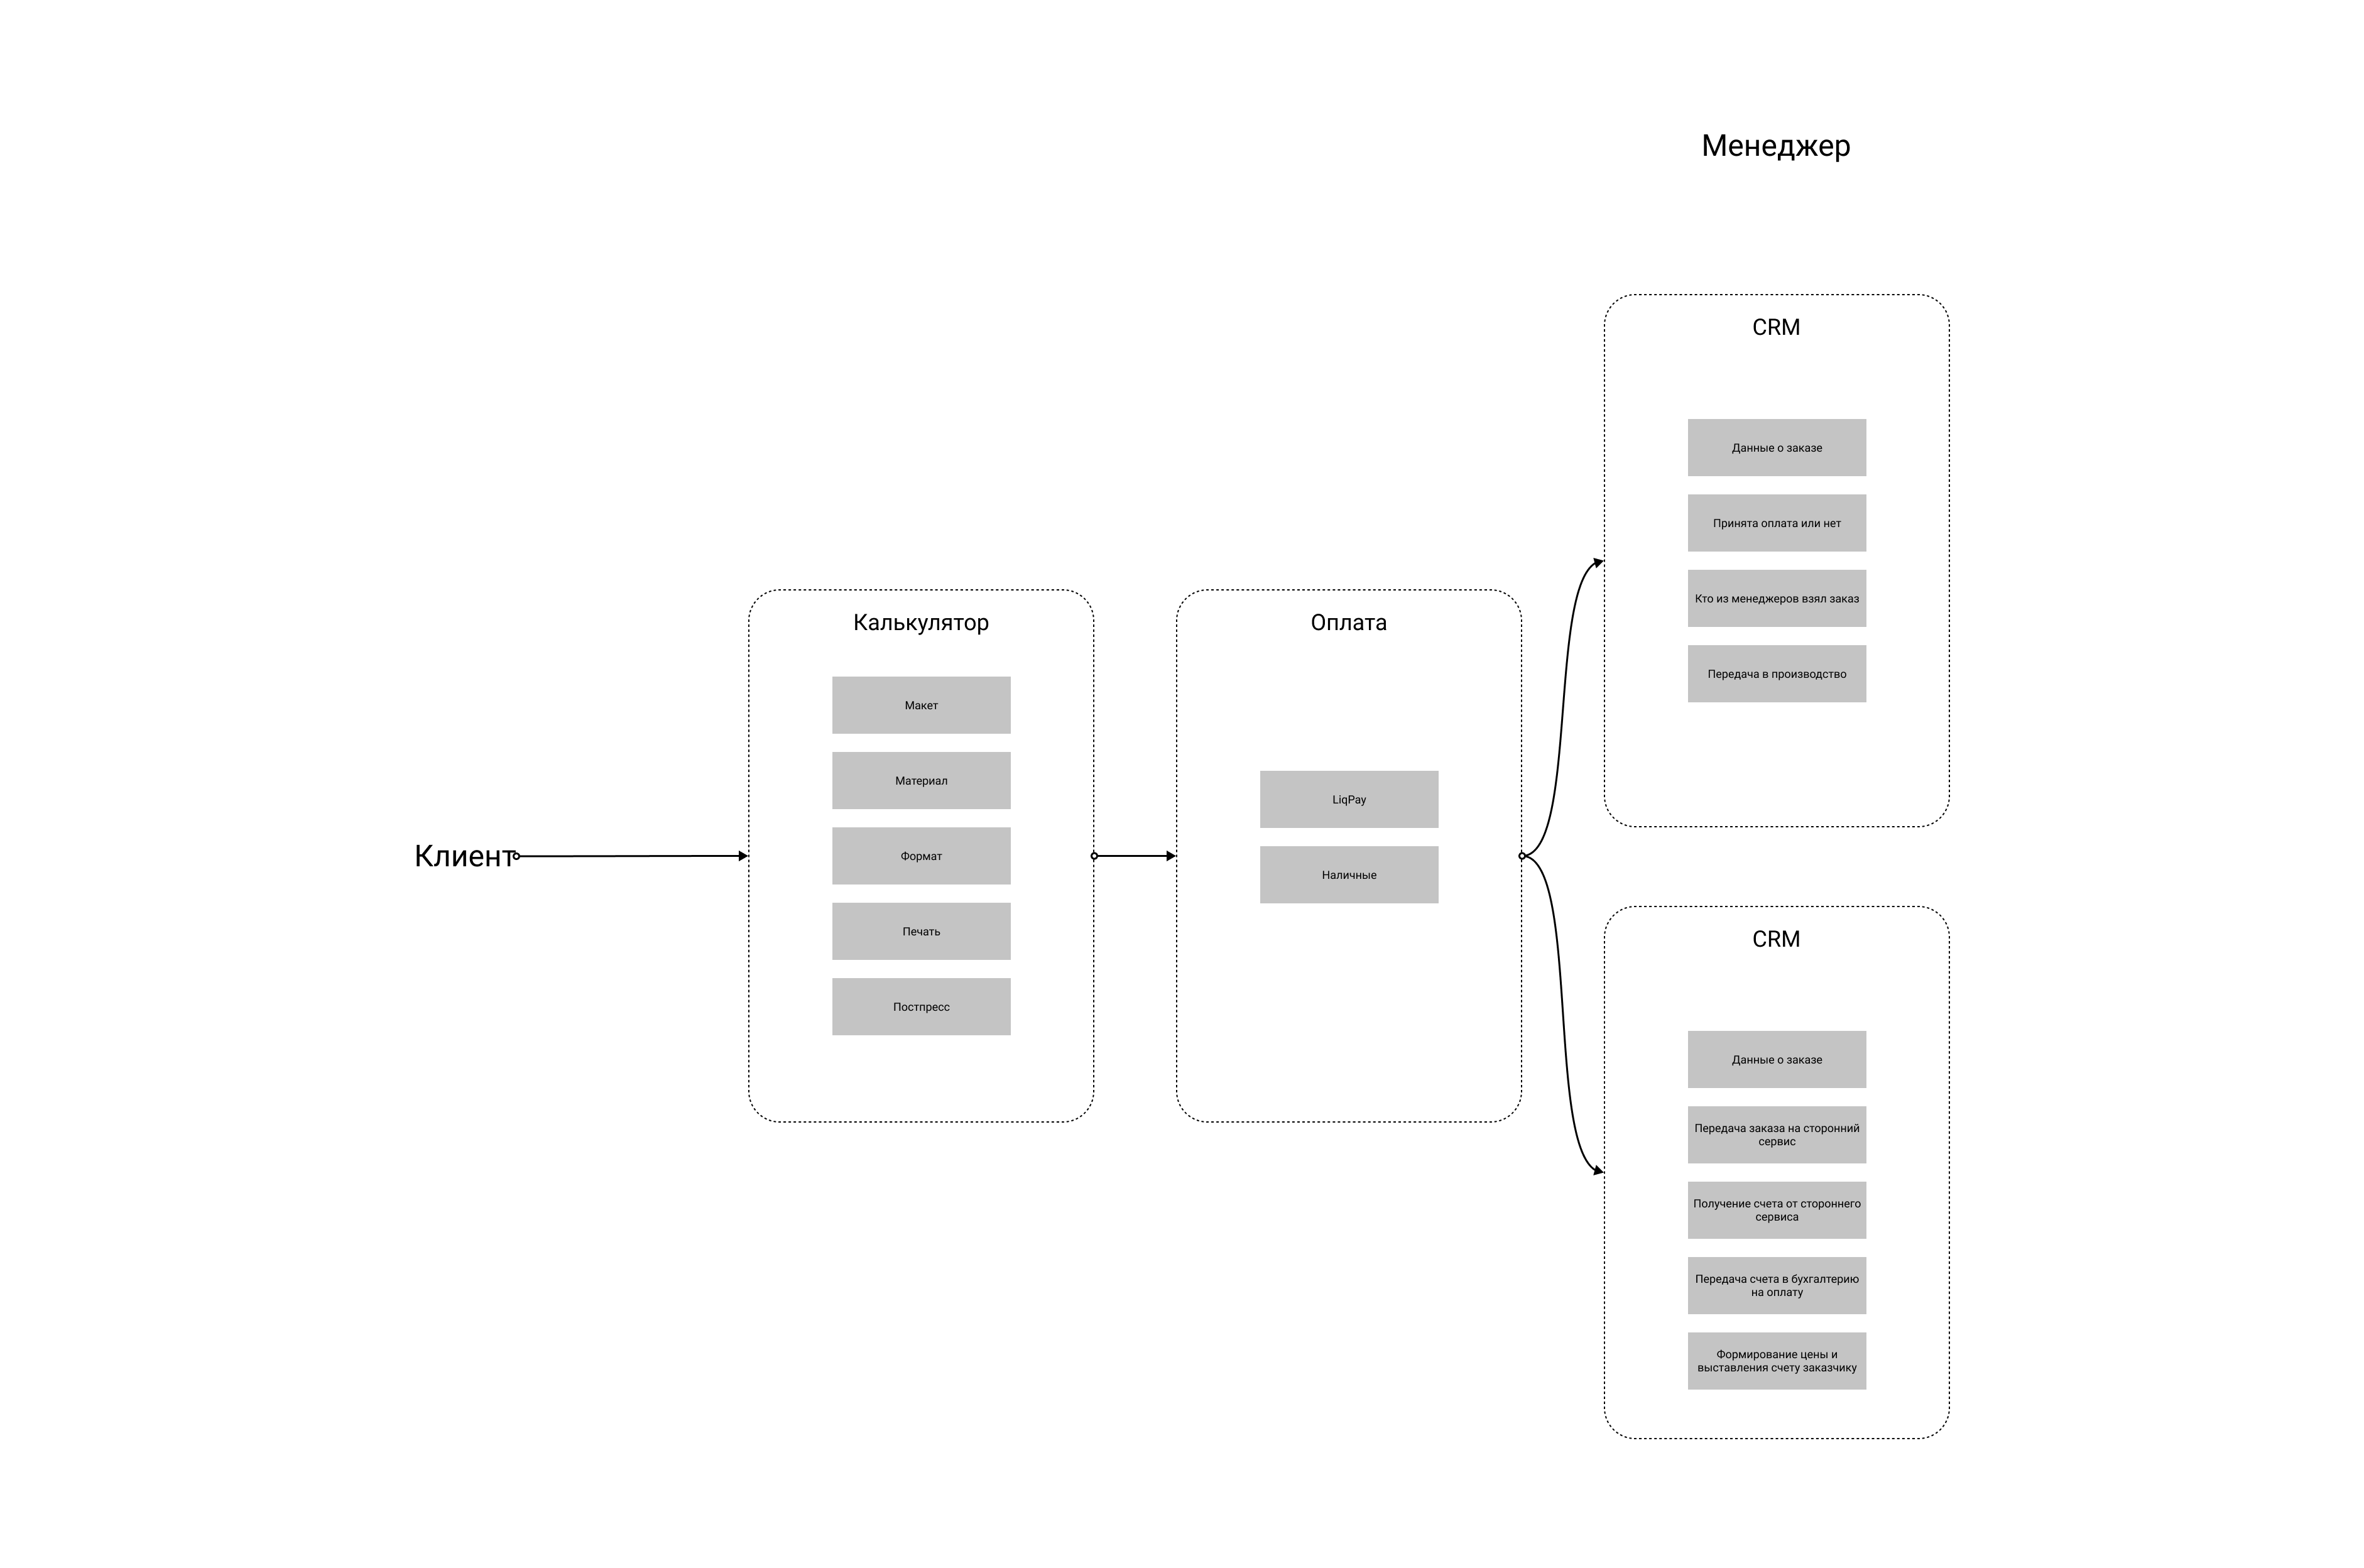 Менеджер
Клиент
Калькулятор
Макет
Материал
Формат
Печать
Постпресс
Оплата
LiqPay
Наличные
CRM
Данные о заказе
Принята оплата или нет
Кто из менеджеров взял заказ
Передача в производство
CRM
Данные о заказе
Передача заказа на сторонний
сервис
Получение счета от стороннего
сервиса
Передача счета в бухгалтерию
на оплату
Формирование цены и
выставления счету заказчику